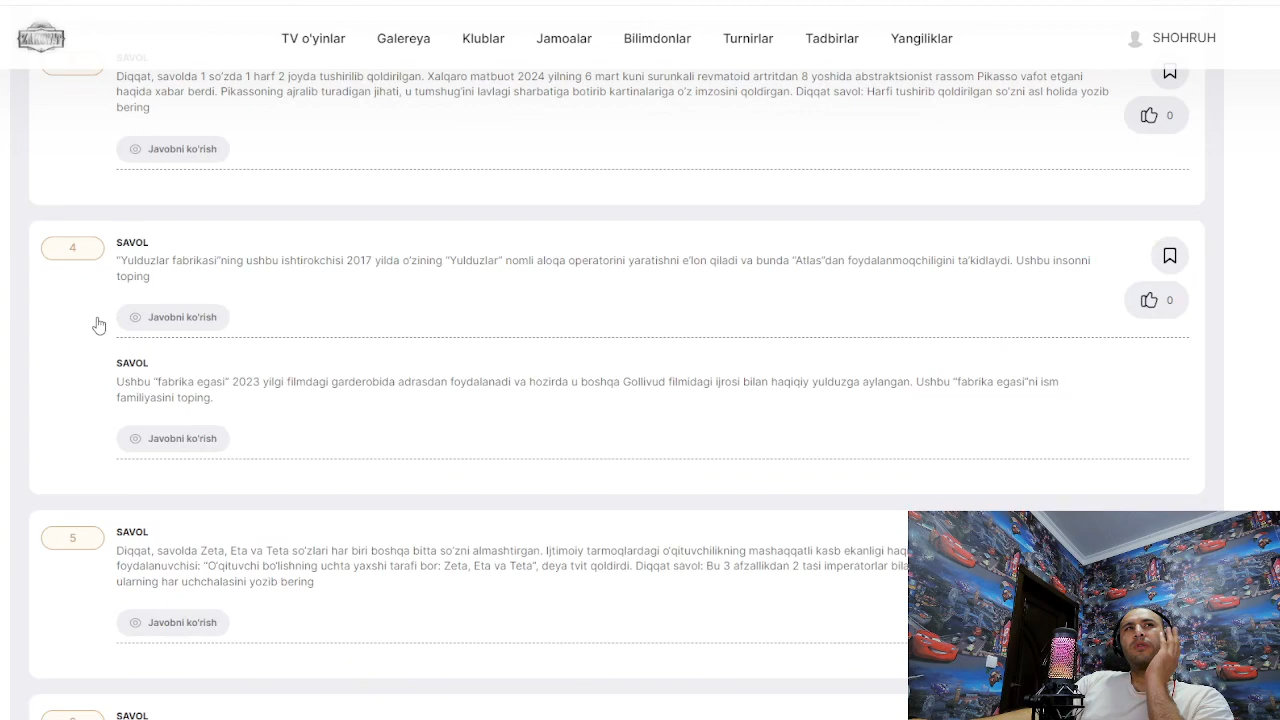 ZAKOVAT
TV o'yinlar
Galereya
Klublar
Jamoalar
Bilimdonlar
Turnirlar
Tadbirlar
Yangiliklar
SHOHRUH
SAVOL
Diqqat, savolda 1 so'zda 1 harf 2 joyda tushirilib qoldirilgan. Xalqaro matbuot 2024 yilning 6 mart kuni surunkali revmatoid artritdan 8 yoshida abstraktsionist rassom Pikasso vafot etgani
haqida xabar berdi. Pikassoning ajralib turadigan jihati, u tumshug'ini lavlagi sharbatiga botirib kartinalariga o'z imzosini qoldirgan. Diqqat savol: Harfi tushirib qoldirilgan so'zni asl holida yozib
bering
0
Javobni ko'rish
4
SAVOL
"Yulduzlar fabrikasi"ning ushbu ishtirokchisi 2017 yilda o'zining "Yulduzlar" nomli aloqa operatorini yaratishni e'lon qiladi va bunda "Atlas"dan foydalanmoqchiligini ta'kidlaydi. Ushbu insonni
toping
0
Javobni ko'rish
SAVOL
Ushbu "fabrika egasi" 2023 yilgi filmdagi garderobida adrasdan foydalanadi va hozirda u boshqa Gollivud filmidagi ijrosi bilan haqiqiy yulduzga aylangan. Ushbu "fabrika egasi"ni ism
familiyasini toping.
Javobni ko'rish
5
SAVOL
Diqqat, savolda Zeta, Eta va Teta so'zlari har biri boshqa bitta so'zni almashtirgan. Ijtimoiy tarmoqlardagi o'qituvchilikning mashaqqatli kasb ekanligi haq
foydalanuvchisi: "O'qituvchi bo'lishning uchta yaxshi tarafi bor: Zeta, Eta va Teta", deya tvit qoldirdi. Diqqat savol: Bu 3 afzallikdan 2 tasi imperatorlar bila
ularning har uchchalasini yozib bering
Javobni ko'rish
SAVOL